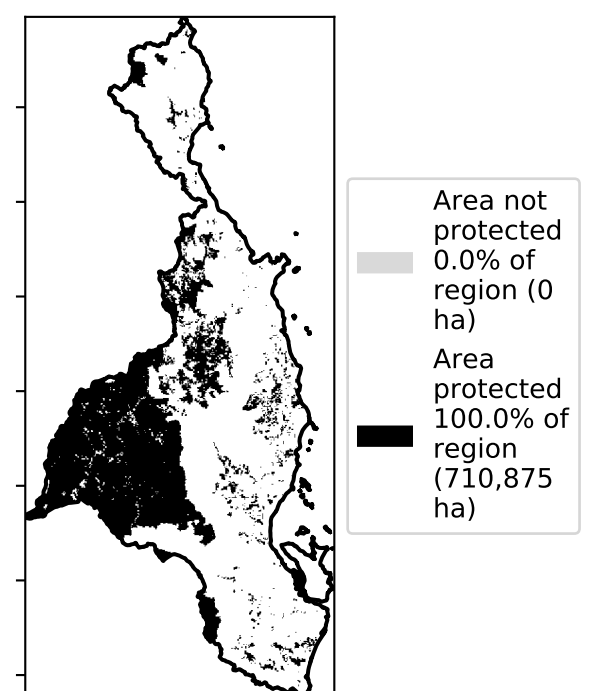 Area not
protected
0.0% of
region (0
ha)
Area
protected
100.0% of
region
(710,875
ha)